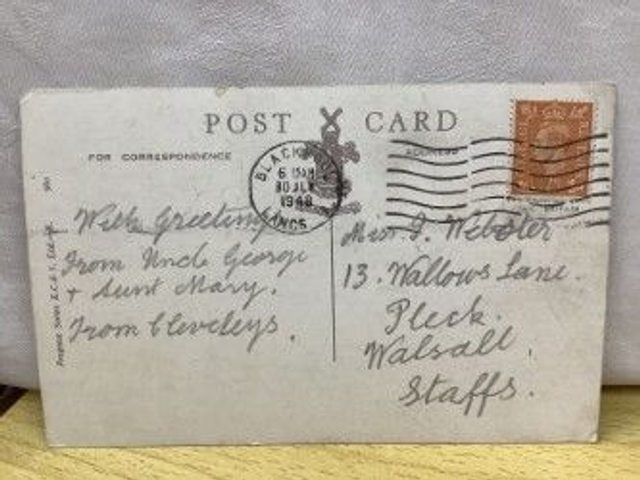 POST CARD
FOR CORRESPONDENCE
ADDRESS
BLACKPOOL
6 15AM
30 JLY
1948
LANCS
With Greetings
From Uncle George
+ Aunt Mary.
From Cleveleys.
Miss J. Webster
13. Wallows Lane.
Pleck.
Walsall.
Staffs.